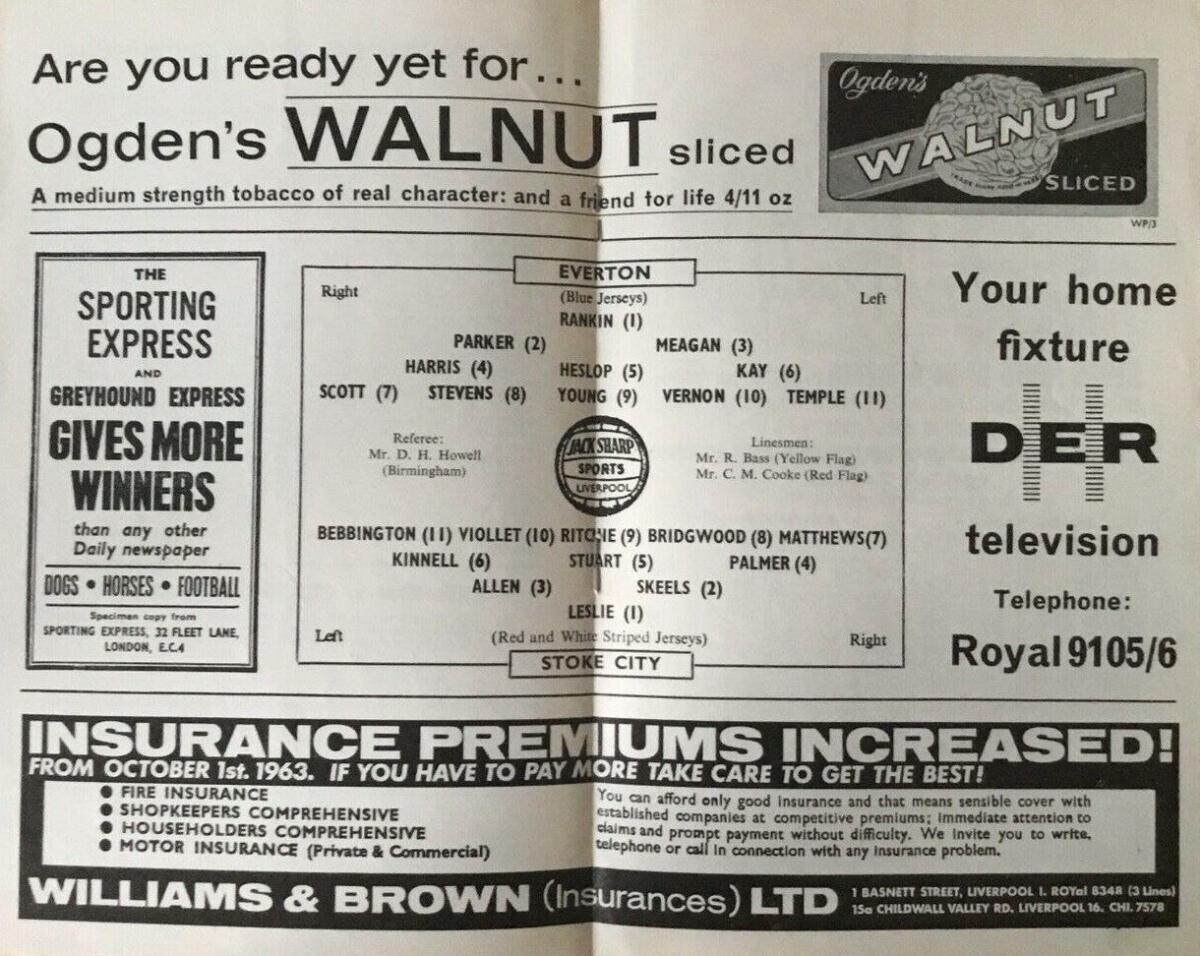 Are you ready yet for...
Ogden's WALNUT sliced
A medium strength tobacco of real character: and a friend tor life 4/11 oz
Ogden's
WALNUT
SLICED
WP/3
THE
SPORTING
EXPRESS
AND
GREYHOUND EXPRESS
GIVES MORE
WINNERS
than any other
Daily newspaper
DOGS • HORSES • FOOTBALL
Specimen copy from
SPORTING EXPRESS, 32 FLEET LANE,
LONDON, E.C.4
EVERTON
Right (Blue Jerseys) Left
RANKIN (1)
PARKER (2) MEAGAN (3)
HARRIS (4) HESLOP (5) KAY (6)
SCOTT (7) STEVENS (8) YOUNG (9) VERNON (10) TEMPLE (11)
Referee:
Mr. D. H. Howell
(Birmingham)
JACK SHARP
SPORTS
LIVERPOOL
Linesmen:
Mr. R. Bass (Yellow Flag)
Mr. C. M. Cooke (Red Flag)
BEBBINGTON (11) VIOLLET (10) RITCHIE (9) BRIDGWOOD (8) MATTHEWS(7)
KINNELL (6) STUART (5) PALMER (4)
ALLEN (3) SKEELS (2)
LESLIE (1)
Left (Red and White Striped Jerseys) Right
STOKE CITY
Your home
fixture
DER
television
Telephone:
Royal 9105/6
INSURANCE PREMIUMS INCREASED!
FROM OCTOBER 1st. 1963. IF YOU HAVE TO PAY MORE TAKE CARE TO GET THE BEST!
● FIRE INSURANCE
● SHOPKEEPERS COMPREHENSIVE
● HOUSEHOLDERS COMPREHENSIVE
● MOTOR INSURANCE (Private & Commercial)
You can afford only good insurance and that means sensible cover with
established companies at competitive premiums; immediate attention to
claims and prompt payment without difficulty. We invite you to write,
telephone or call in connection with any insurance problem.
WILLIAMS & BROWN (Insurances) LTD
1 BASNETT STREET, LIVERPOOL 1. ROYal 8348 (3 Lines)
15a CHILDWALL VALLEY RD. LIVERPOOL 16. CHI. 7578